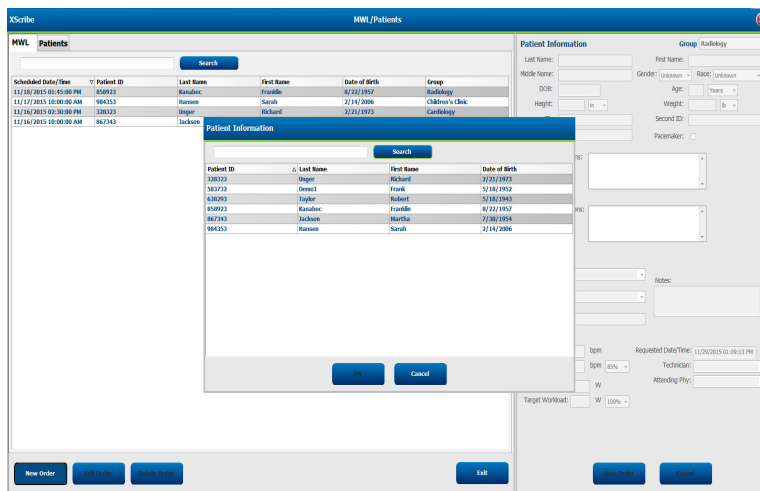 XScribe MWL/Patients
MWL Patients
Search
Scheduled Date/Time Patient ID Last Name First Name Date of Birth Group
11/18/2015 01:45:00 PM 858923 Kanabec Franklin 8/22/1957 Radiology
11/17/2015 10:00:00 AM 984353 Hansen Sarah 2/14/2006 Children's Clinic
11/16/2015 02:30:00 PM 328323 Unger Richard 2/21/1973 Cardiology
11/16/2015 10:00:00 AM 867343 Jackson
Patient Information
Search
Patient ID Last Name First Name Date of Birth
328323 Unger Richard 2/21/1973
583732 Demo1 Frank 5/18/1952
638293 Taylor Robert 5/18/1943
858923 Kanabec Franklin 8/22/1957
867343 Jackson Martha 7/30/1954
984353 Hansen Sarah 2/14/2006
OK Cancel
Patient Information Group Radiology
Last Name: First Name:
Middle Name: Gender: Unknown Race: Unknown
DOB: Age: Years
Height: in Weight: lb
Second ID:
Pacemaker:
ns:
ons:
Notes:
bpm Requested Date/Time: 11/29/2015 01:09:13 PM
bpm 85% Technician:
W Attending Phy:
Target Workload: W 100%
New Order Edit Order Delete Order Exit Save Order Cancel